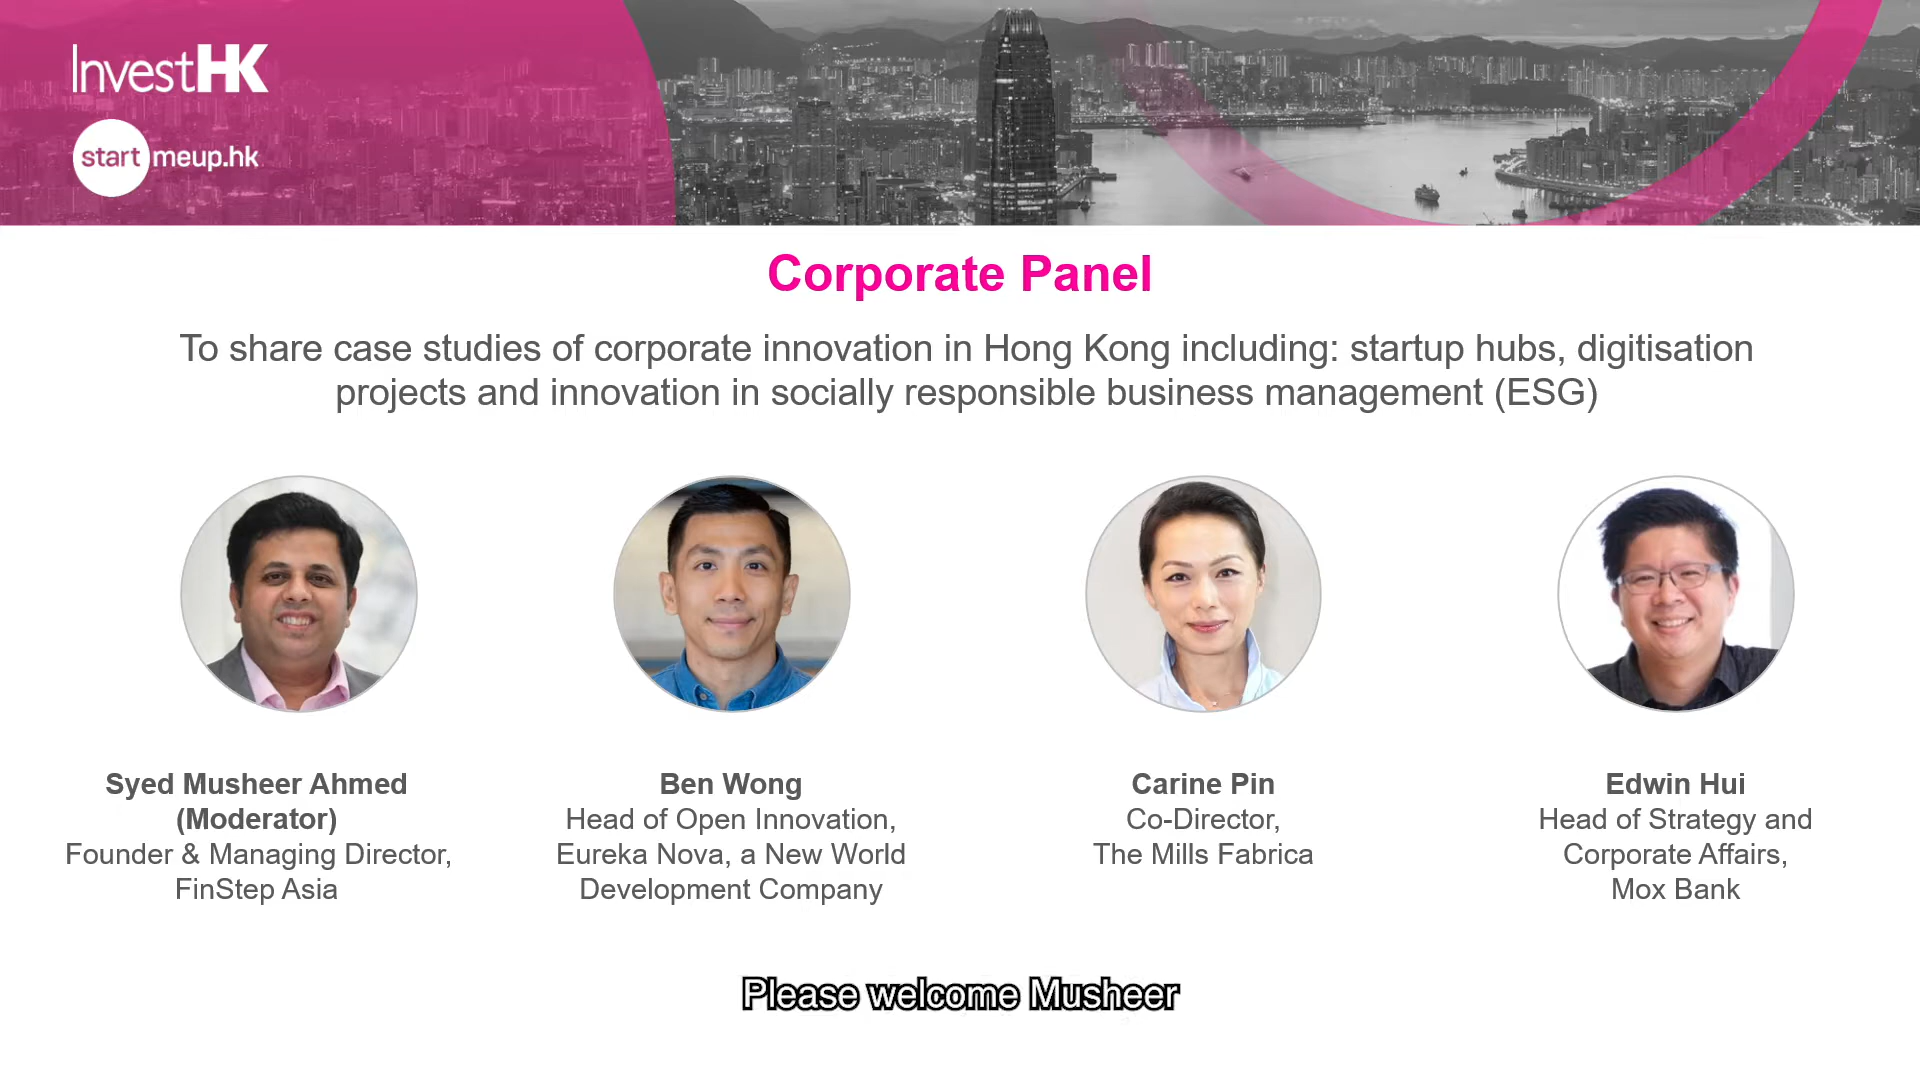 InvestHK
startmeup.hk
Corporate Panel
To share case studies of corporate innovation in Hong Kong including: startup hubs, digitisation
projects and innovation in socially responsible business management (ESG)
Syed Musheer Ahmed
(Moderator)
Founder & Managing Director,
FinStep Asia
Ben Wong
Head of Open Innovation,
Eureka Nova, a New World
Development Company
Carine Pin
Co-Director,
The Mills Fabrica
Edwin Hui
Head of Strategy and
Corporate Affairs,
Mox Bank
Please welcome Musheer